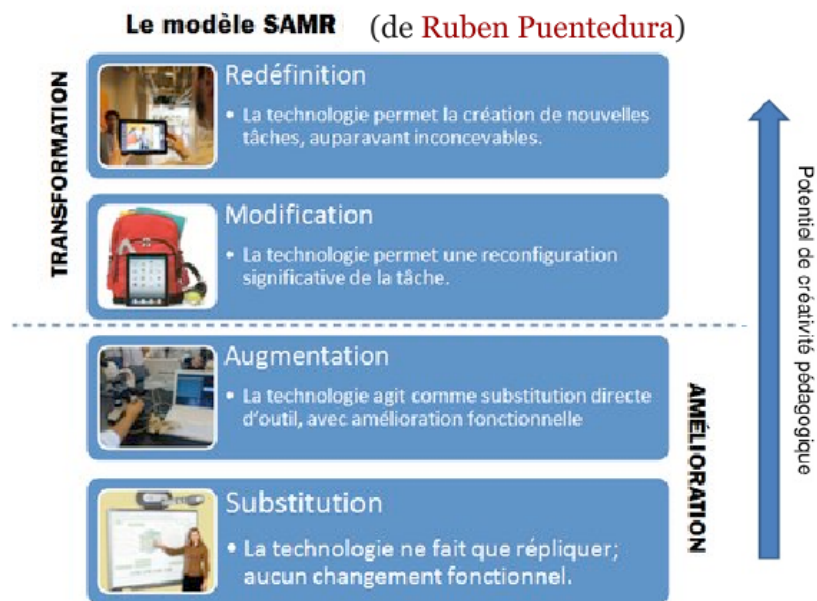 Le modèle SAMR (de Ruben Puentedura)
TRANSFORMATION
Redéfinition
• La technologie permet la création de nouvelles
tâches, auparavant inconcevables.
Modification
• La technologie permet une reconfiguration
significative de la tâche.
Augmentation
• La technologie agit comme substitution directe
d'outil, avec amélioration fonctionnelle
Substitution
• La technologie ne fait que répliquer;
aucun changement fonctionnel.
AMÉLIORATION
Potentiel de créativité pédagogique